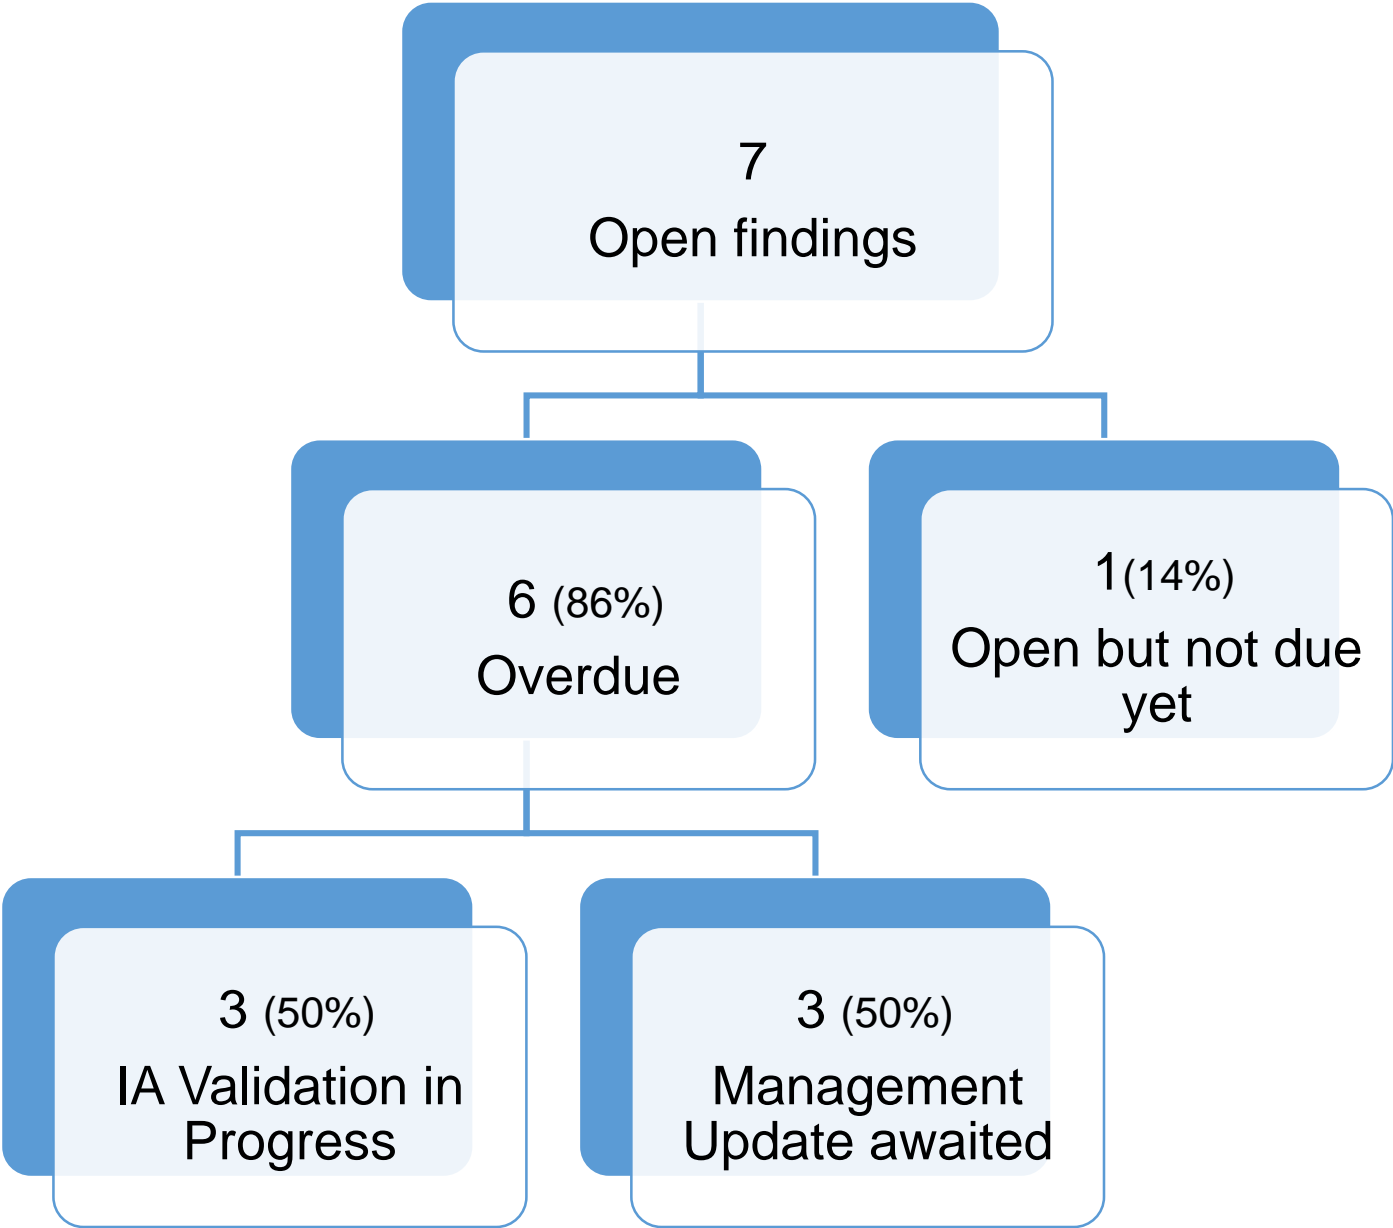 7
Open findings
6 (86%)
Overdue
1(14%)
Open but not due
yet
3 (50%)
IA Validation in
Progress
3 (50%)
Management
Update awaited